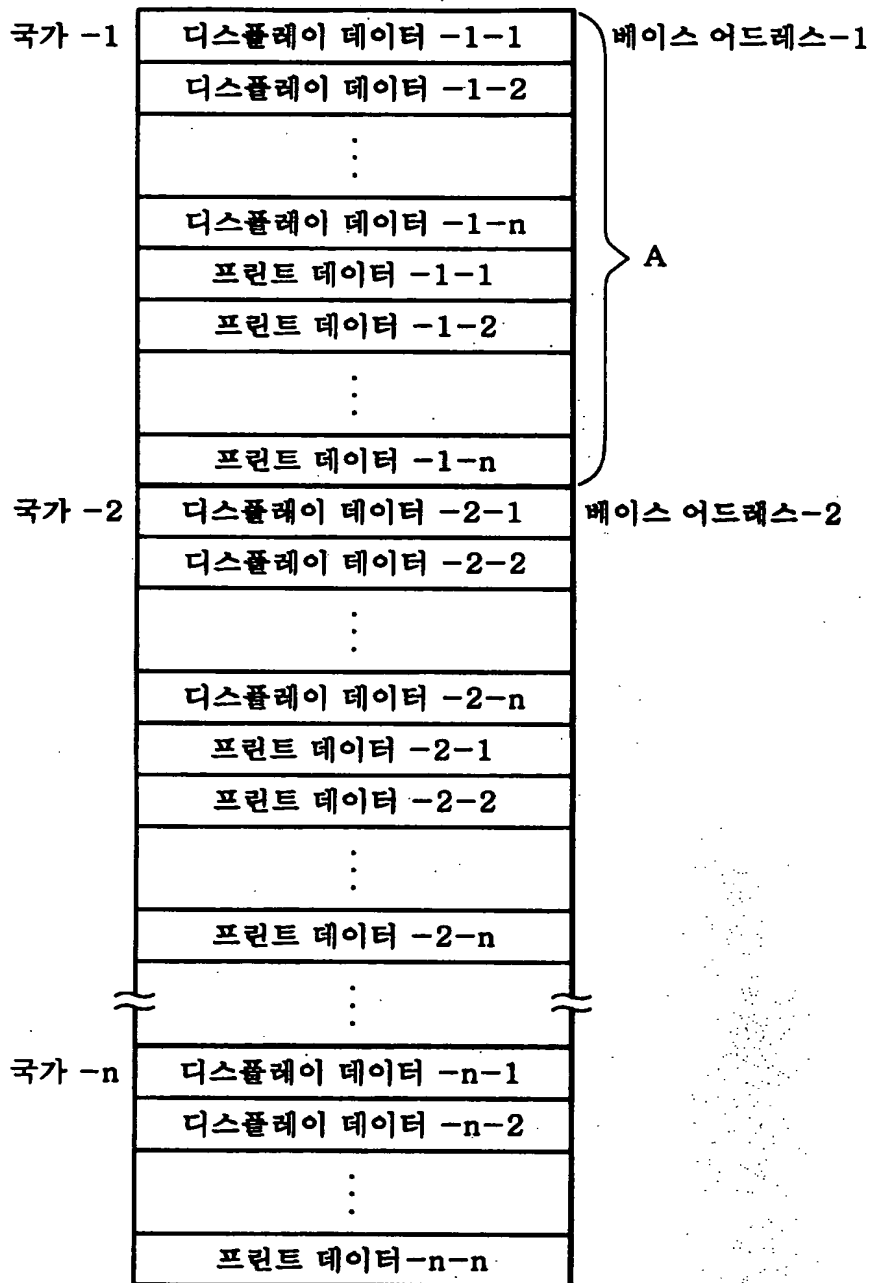 국가 -1 디스플레이 데이터 -1-1 베이스 어드레스-1
디스플레이 데이터 -1-2
디스플레이 데이터 -1-n
프린트 데이터 -1-1
A
프린트 데이터 -1-2
프린트 데이터 -1-n
국가 -2 디스플레이 데이터 -2-1 베이스 어드레스-2
디스플레이 데이터 -2-2
디스플레이 데이터 -2-n
프린트 데이터 -2-1
프린트 데이터 -2-2
프린트 데이터 -2-n
국가 -n 디스플레이 데이터 -n-1
디스플레이 데이터 -n-2
프린트 데이터-n-n